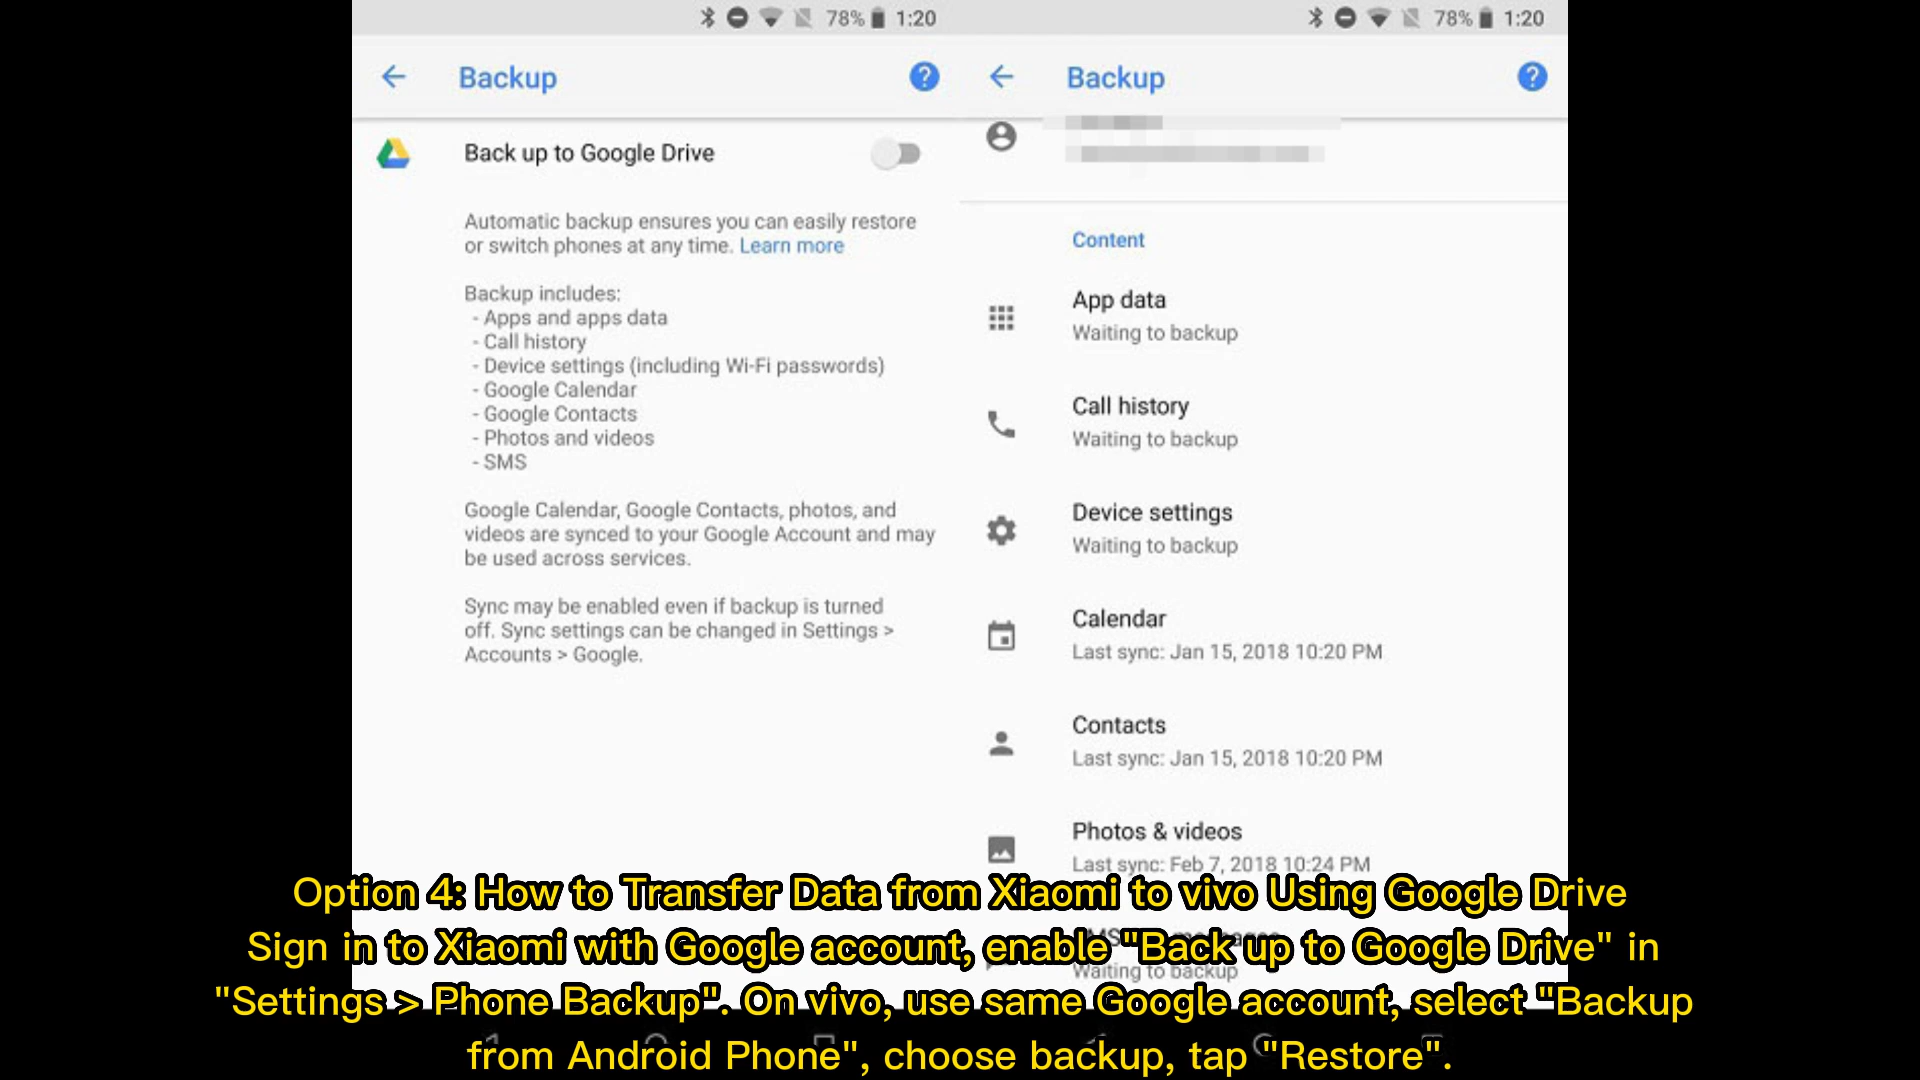 78% 1:20
Backup
Back up to Google Drive
Automatic backup ensures you can easily restore
or switch phones at any time. Learn more
Backup includes:
- Apps and apps data
- Call history
- Device settings (including Wi-Fi passwords)
- Google Calendar
- Google Contacts
- Photos and videos
- SMS
Google Calendar, Google Contacts, photos, and
videos are synced to your Google Account and may
be used across services.
Sync may be enabled even if backup is turned
off. Sync settings can be changed in Settings >
Accounts > Google.
78% 1:20
Backup
Content
App data
Waiting to backup
Call history
Waiting to backup
Device settings
Waiting to backup
Calendar
Last sync: Jan 15, 2018 10:20 PM
Contacts
Last sync: Jan 15, 2018 10:20 PM
Photos & videos
Last sync: Feb 7, 2018 10:24 PM
Waiting to backup
Option 4: How to Transfer Data from Xiaomi to vivo Using Google Drive
Sign in to Xiaomi with Google account, enable "Back up to Google Drive" in
"Settings > Phone Backup". On vivo, use same Google account, select "Backup
from Android Phone", choose backup, tap "Restore".